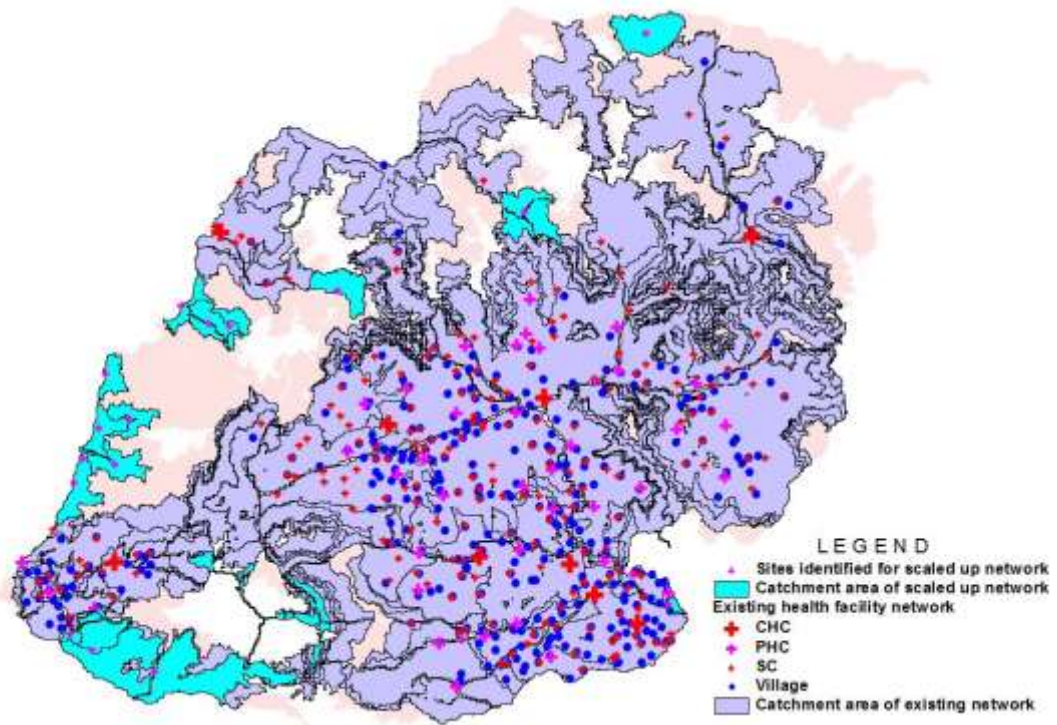 LEGEND
Sites identified for scaled up network
Catchment area of scaled up network
Existing health facility network
CHC
PHC
SC
Village
Catchment area of existing network